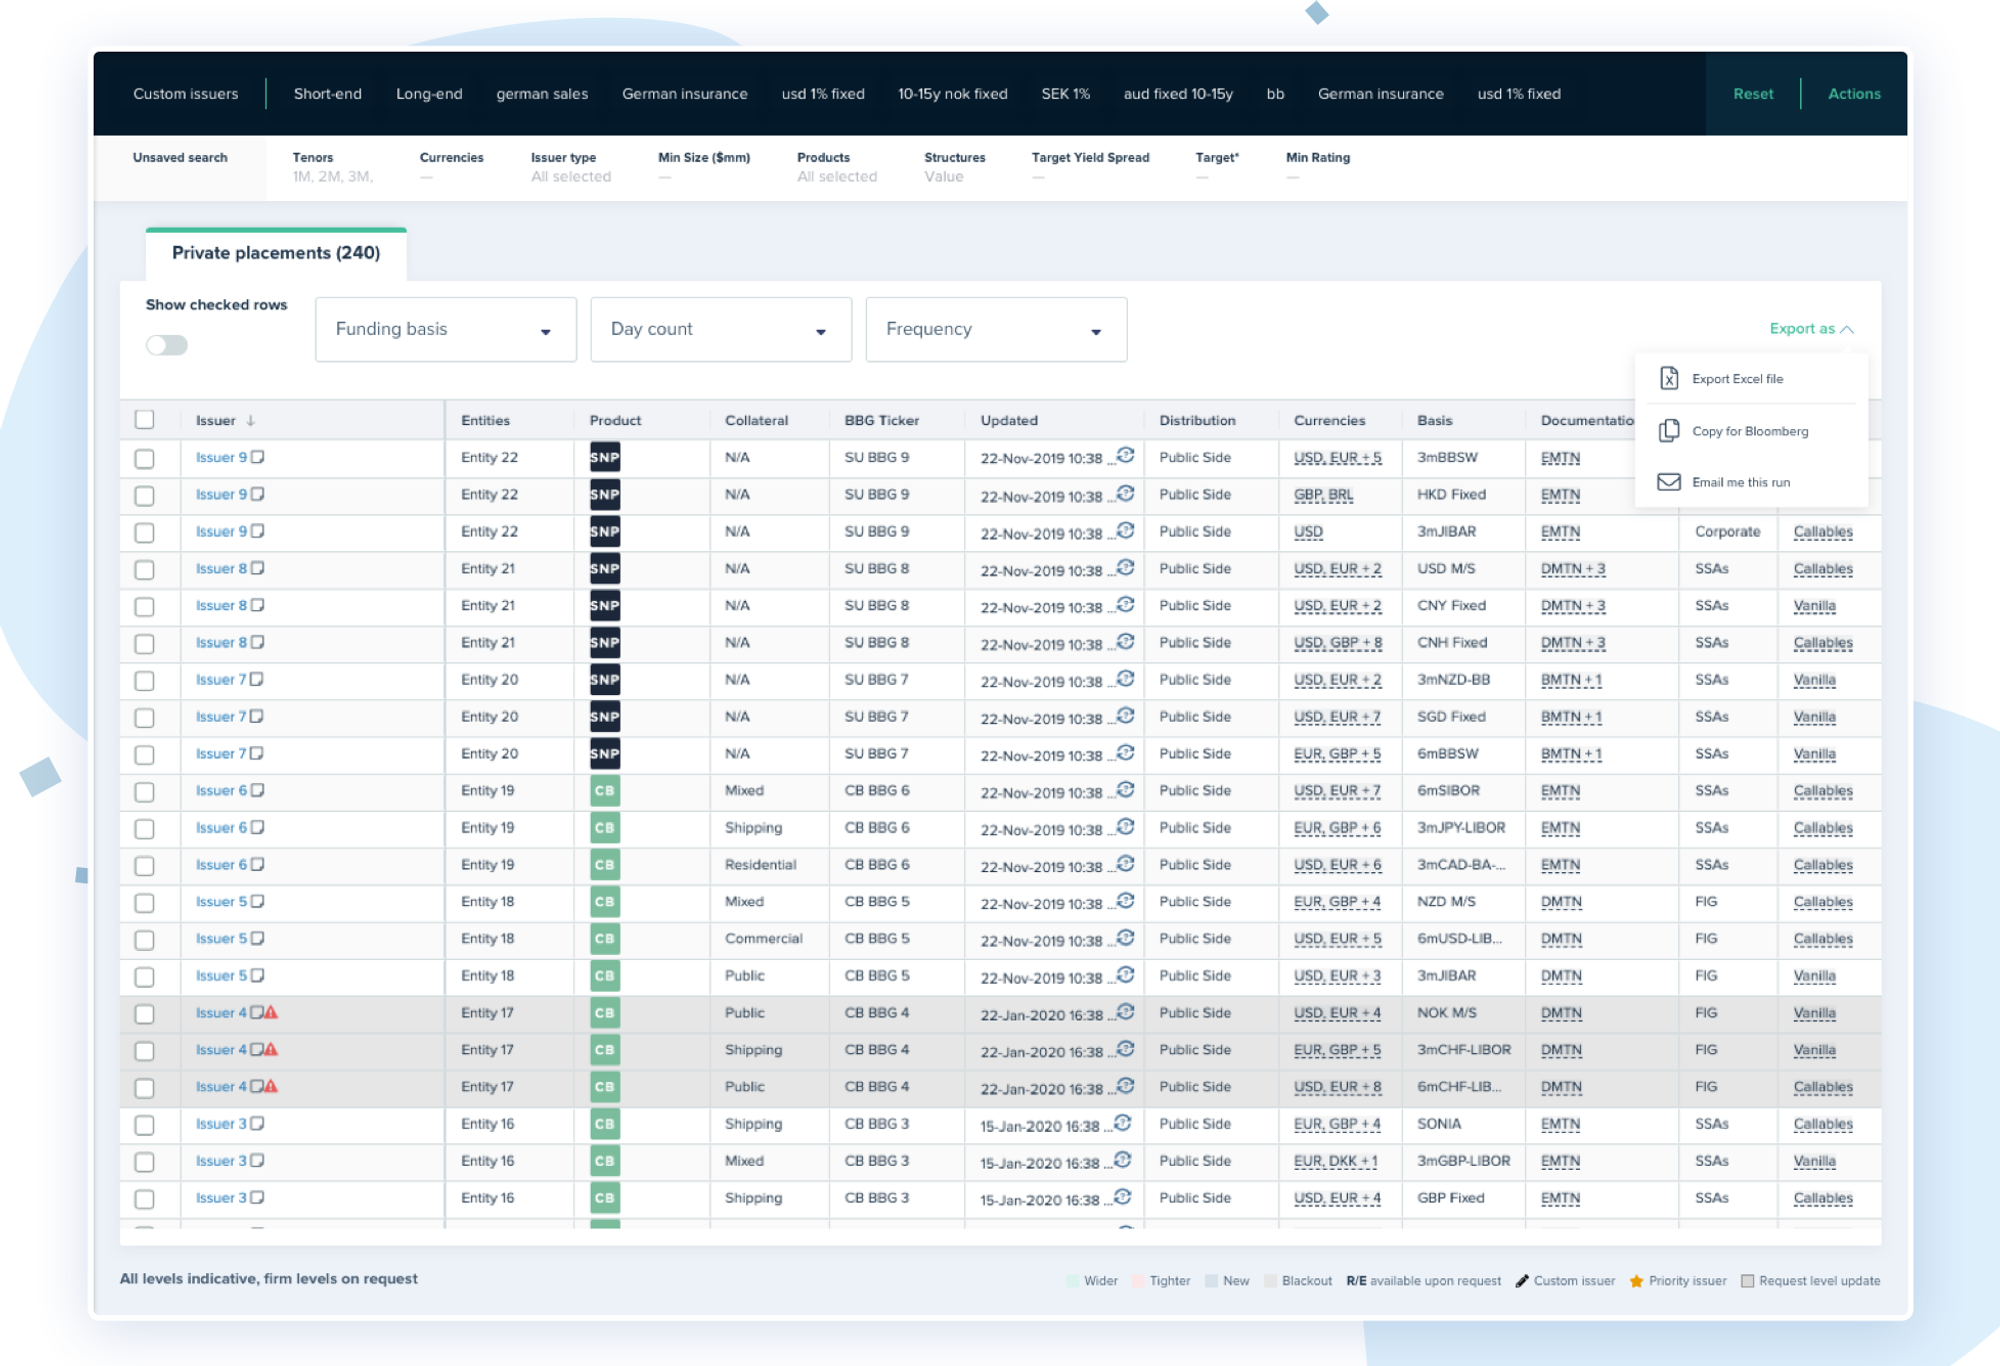 Custom issuers Short-end Long-end german sales German insurance usd 1% fixed 10-15y nok fixed SEK 1% aud fixed 10-15y bb German insurance usd 1% fixed Reset Actions
Unsaved search Tenors Currencies Issuer type Min Size ($mm) Products Structures Target Yield Spread Target* Min Rating
1M, 2M, 3M, — All selected — All selected Value — — —
Private placements (240)
Show checked rows
Funding basis Day count Frequency Export as
Export Excel file
Copy for Bloomberg
Email me this run
Issuer Entities Product Collateral BBG Ticker Updated Distribution Currencies Basis Documentatio
Issuer 9 Entity 22 SNP N/A SU BBG 9 22-Nov-2019 10:38 ... Public Side USD, EUR + 5 3mBBSW EMTN
Issuer 9 Entity 22 SNP N/A SU BBG 9 22-Nov-2019 10:38 ... Public Side GBP, BRL HKD Fixed EMTN
Issuer 9 Entity 22 SNP N/A SU BBG 9 22-Nov-2019 10:38 ... Public Side USD 3mJIBAR EMTN Corporate Callables
Issuer 8 Entity 21 SNP N/A SU BBG 8 22-Nov-2019 10:38 ... Public Side USD, EUR + 2 USD M/S DMTN + 3 SSAs Callables
Issuer 8 Entity 21 SNP N/A SU BBG 8 22-Nov-2019 10:38 ... Public Side USD, EUR + 2 CNY Fixed DMTN + 3 SSAs Vanilla
Issuer 8 Entity 21 SNP N/A SU BBG 8 22-Nov-2019 10:38 ... Public Side USD, GBP + 8 CNH Fixed DMTN + 3 SSAs Callables
Issuer 7 Entity 20 SNP N/A SU BBG 7 22-Nov-2019 10:38 ... Public Side USD, EUR + 2 3mNZD-BB BMTN + 1 SSAs Vanilla
Issuer 7 Entity 20 SNP N/A SU BBG 7 22-Nov-2019 10:38 ... Public Side USD, EUR + 7 SGD Fixed BMTN + 1 SSAs Vanilla
Issuer 7 Entity 20 SNP N/A SU BBG 7 22-Nov-2019 10:38 ... Public Side EUR, GBP + 5 6mBBSW BMTN + 1 SSAs Vanilla
Issuer 6 Entity 19 CB Mixed CB BBG 6 22-Nov-2019 10:38 ... Public Side USD, EUR + 7 6mSIBOR EMTN SSAs Callables
Issuer 6 Entity 19 CB Shipping CB BBG 6 22-Nov-2019 10:38 ... Public Side EUR, GBP + 6 3mJPY-LIBOR EMTN SSAs Callables
Issuer 6 Entity 19 CB Residential CB BBG 6 22-Nov-2019 10:38 ... Public Side USD, EUR + 6 3mCAD-BA-... EMTN SSAs Callables
Issuer 5 Entity 18 CB Mixed CB BBG 5 22-Nov-2019 10:38 ... Public Side EUR, GBP + 4 NZD M/S DMTN FIG Callables
Issuer 5 Entity 18 CB Commercial CB BBG 5 22-Nov-2019 10:38 ... Public Side USD, EUR + 5 6mUSD-LIB... DMTN FIG Callables
Issuer 5 Entity 18 CB Public CB BBG 5 22-Nov-2019 10:38 ... Public Side USD, EUR + 3 3mJIBAR DMTN FIG Vanilla
Issuer 4 Entity 17 CB Public CB BBG 4 22-Jan-2020 16:38 ... Public Side USD, EUR + 4 NOK M/S DMTN FIG Vanilla
Issuer 4 Entity 17 CB Shipping CB BBG 4 22-Jan-2020 16:38 ... Public Side EUR, GBP + 5 3mCHF-LIBOR DMTN FIG Vanilla
Issuer 4 Entity 17 CB Public CB BBG 4 22-Jan-2020 16:38 ... Public Side USD, EUR + 8 6mCHF-LIB... DMTN FIG Callables
Issuer 3 Entity 16 CB Shipping CB BBG 3 15-Jan-2020 16:38 ... Public Side EUR, GBP + 4 SONIA EMTN SSAs Callables
Issuer 3 Entity 16 CB Mixed CB BBG 3 15-Jan-2020 16:38 ... Public Side EUR, DKK + 1 3mGBP-LIBOR EMTN SSAs Vanilla
Issuer 3 Entity 16 CB Shipping CB BBG 3 15-Jan-2020 16:38 ... Public Side USD, EUR + 4 GBP Fixed EMTN SSAs Callables
All levels indicative, firm levels on request Wider Tighter New Blackout R/E available upon request Custom issuer Priority issuer Request level update